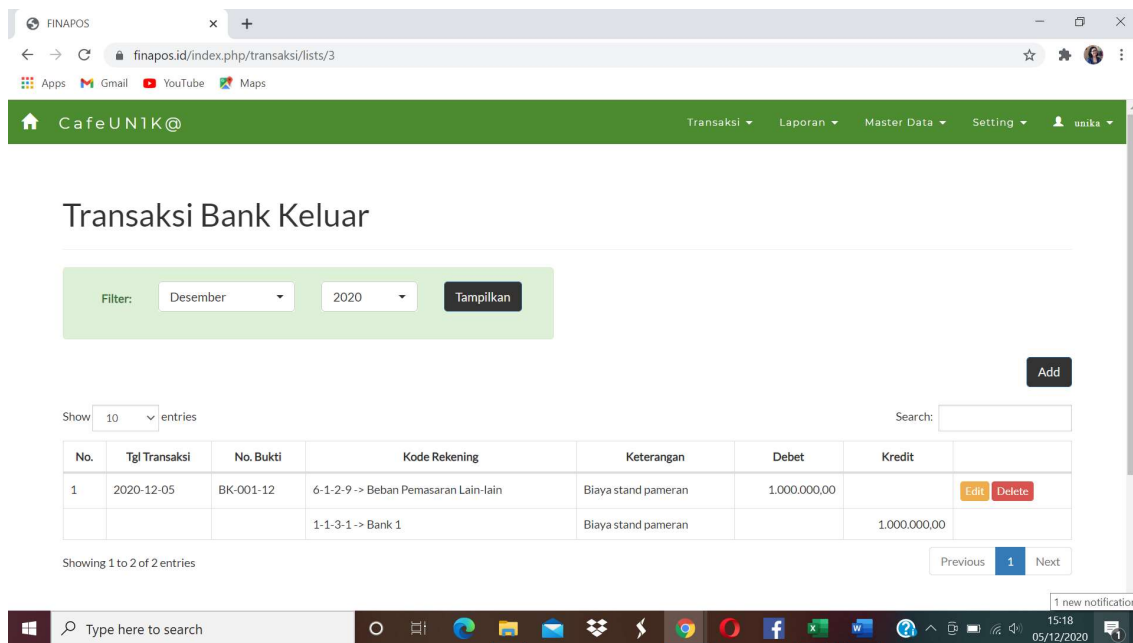 FINAPOS
finapos.id/index.php/transaksi/lists/3
Apps Gmail YouTube Maps
CafeUN1K@ Transaksi Laporan Master Data Setting unika
Transaksi Bank Keluar
Filter: Desember 2020 Tampilkan
Add
Show 10 entries Search:
No. Tgl Transaksi No. Bukti Kode Rekening Keterangan Debet Kredit
1 2020-12-05 BK-001-12 6-1-2-9 -> Beban Pemasaran Lain-lain Biaya stand pameran 1.000.000,00 Edit Delete
1-1-3-1 -> Bank 1 Biaya stand pameran 1.000.000,00
Showing 1 to 2 of 2 entries Previous 1 Next
1 new notification
Type here to search 15:18
05/12/2020